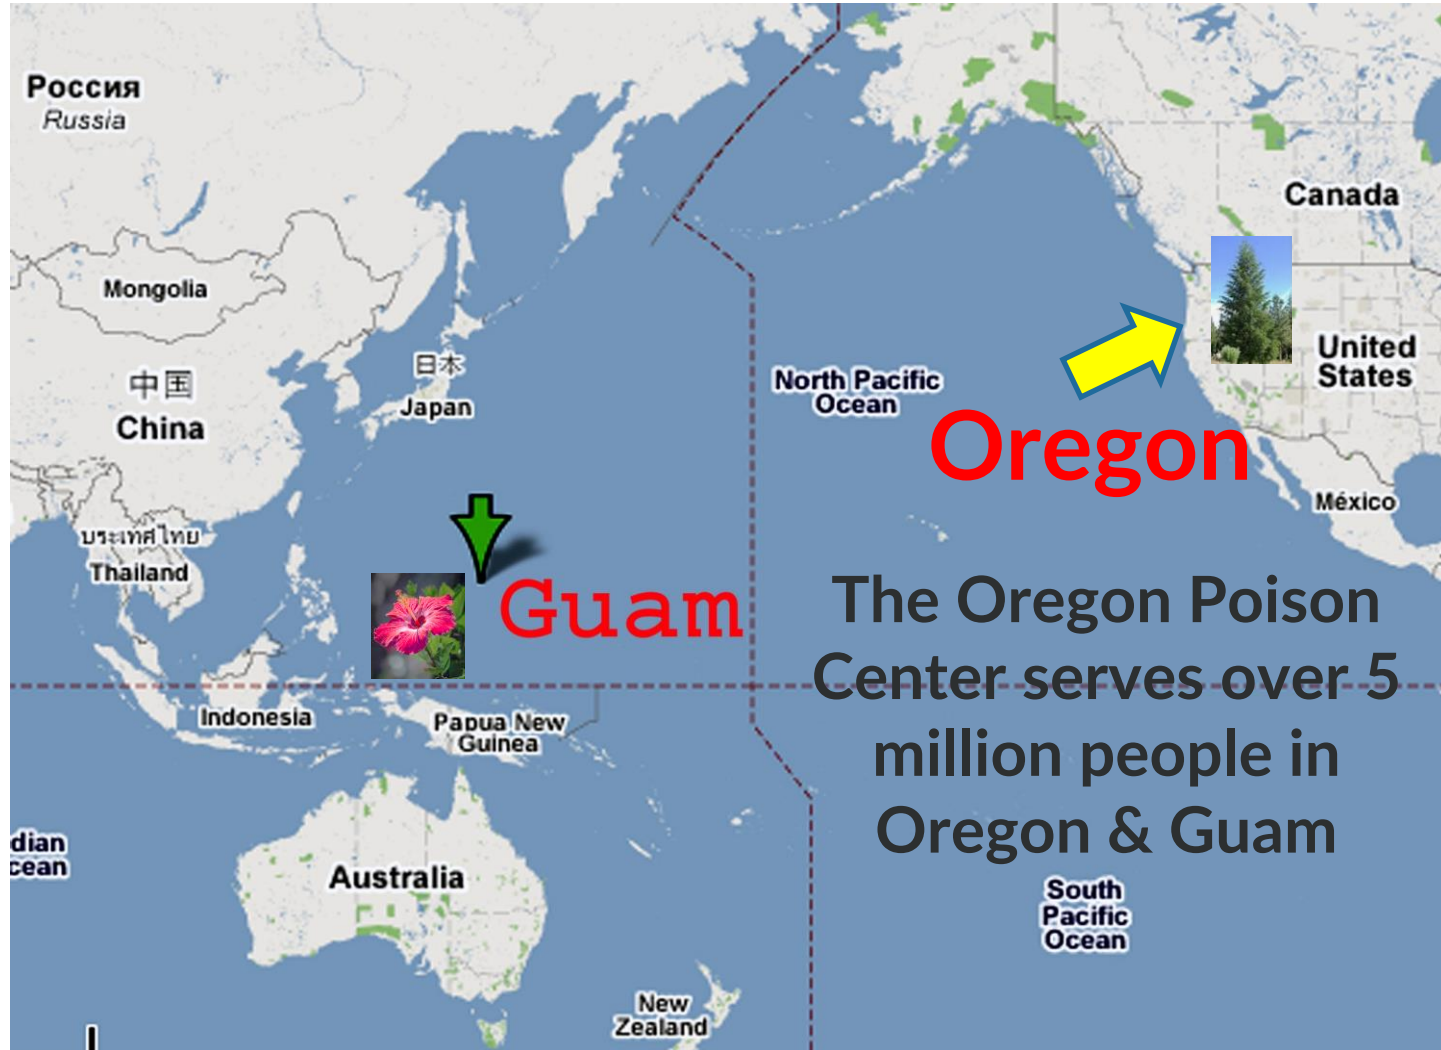 Россия
Russia
Canada
Mongolia
United
States
日本
Japan
中国
China
North Pacific
Ocean
Oregon
México
ประเทศไทย
Thailand
Guam
The Oregon Poison
Center serves over 5
million people in
Oregon & Guam
Indonesia
Papua New
Guinea
dian
cean
Australia
South
Pacific
Ocean
New
Zealand